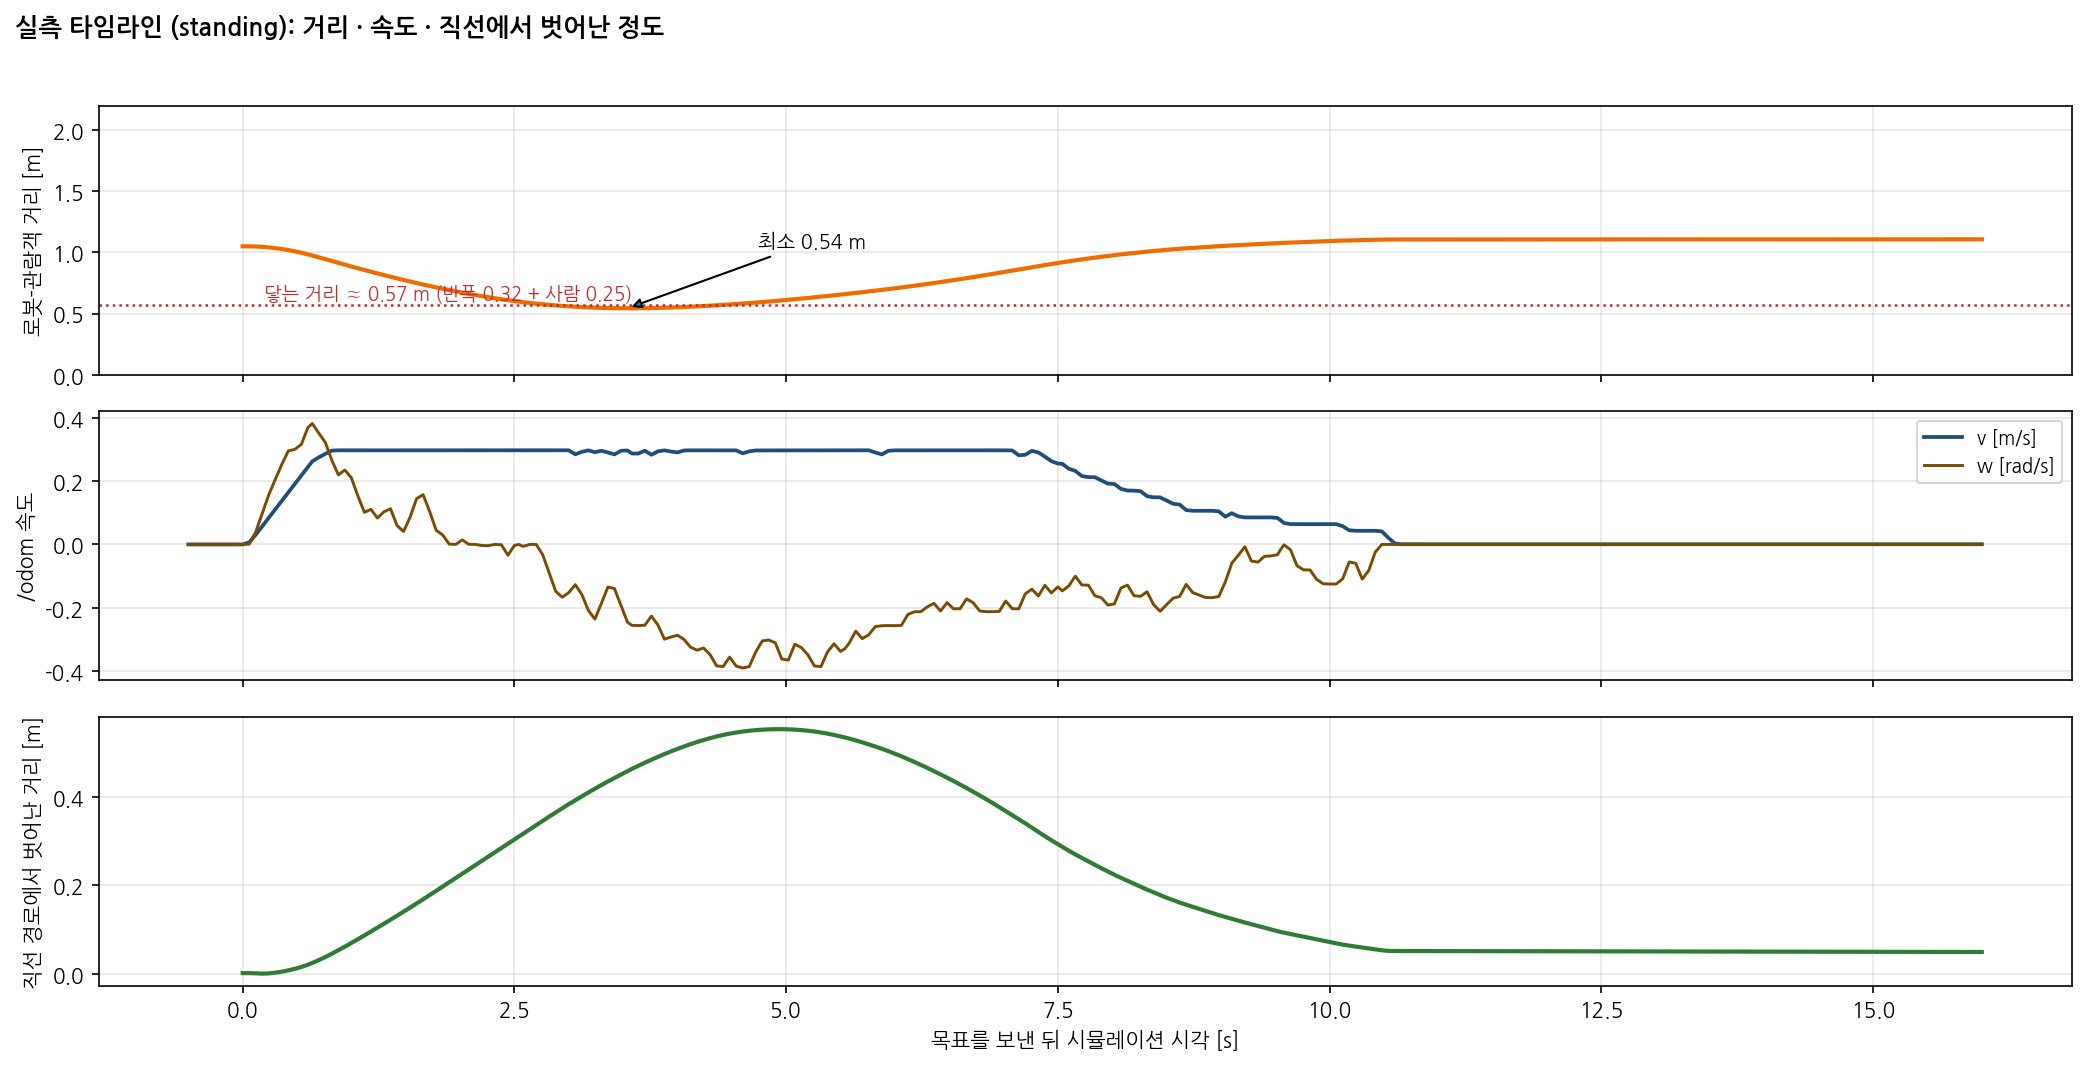 실측 타임라인 (standing): 거리 · 속도 · 직선에서 벗어난 정도
로봇-관람객 거리 [m]
2.0
1.5
1.0
0.5
0.0
최소 0.54 m
닿는 거리 ≈ 0.57 m (반폭 0.32 + 사람 0.25)
/odom 속도
0.4
0.2
0.0
-0.2
-0.4
v [m/s]
w [rad/s]
직선 경로에서 벗어난 거리 [m]
0.4
0.2
0.0
0.0 2.5 5.0 7.5 10.0 12.5 15.0
목표를 보낸 뒤 시뮬레이션 시각 [s]